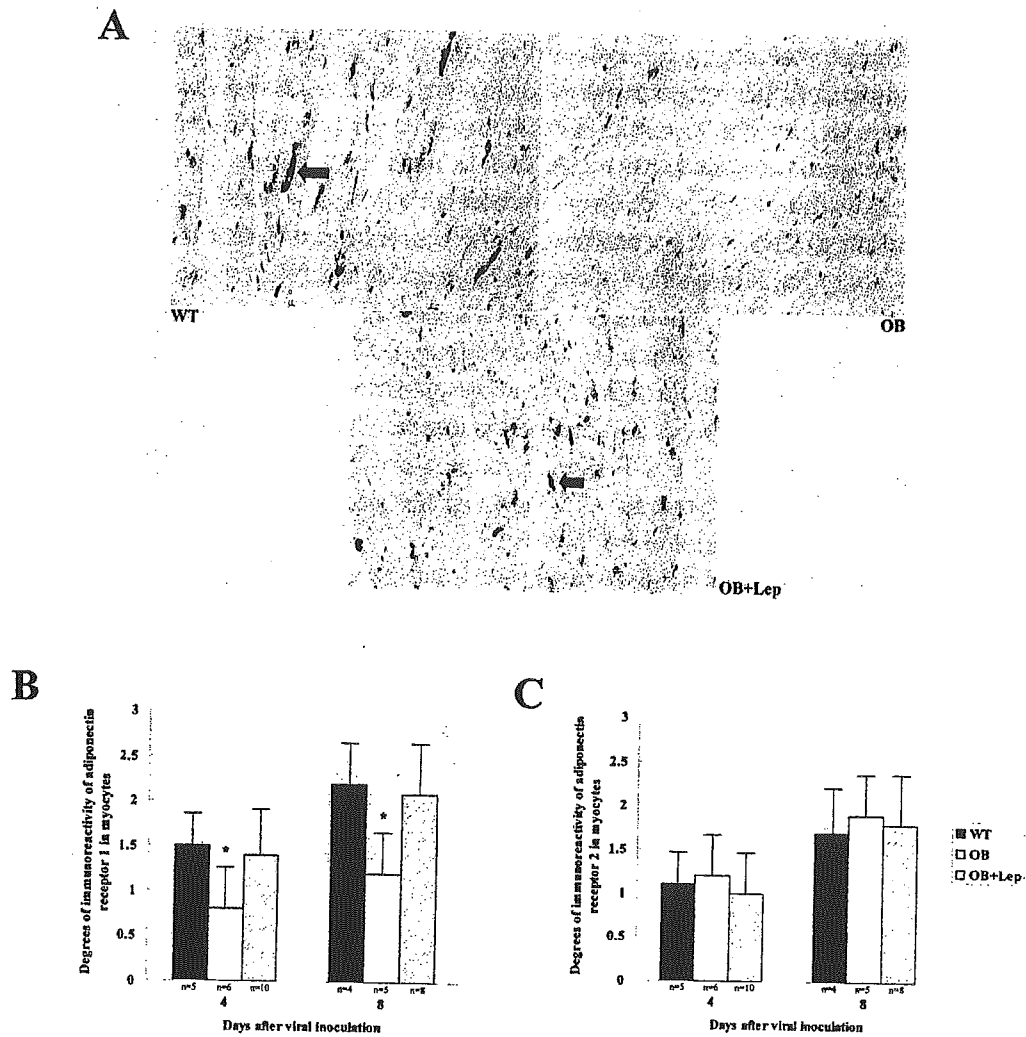 A
WT
OB
OB+Lep
B
Degrees of immunoreactivity of adiponectin
receptor 1 in myocytes
3
2.5
2
1.5
1
0.5
0
*
*
n=5 n=6 n=10
n=4 n=5 n=8
4
8
Days after viral inoculation
C
Degrees of immunoreactivity of adiponectin
receptor 2 in myocytes
3
2.5
2
1.5
1
0.5
0
n=5 n=6 n=10
n=4 n=5 n=8
4
8
Days after viral inoculation
WT
OB
OB+Lep